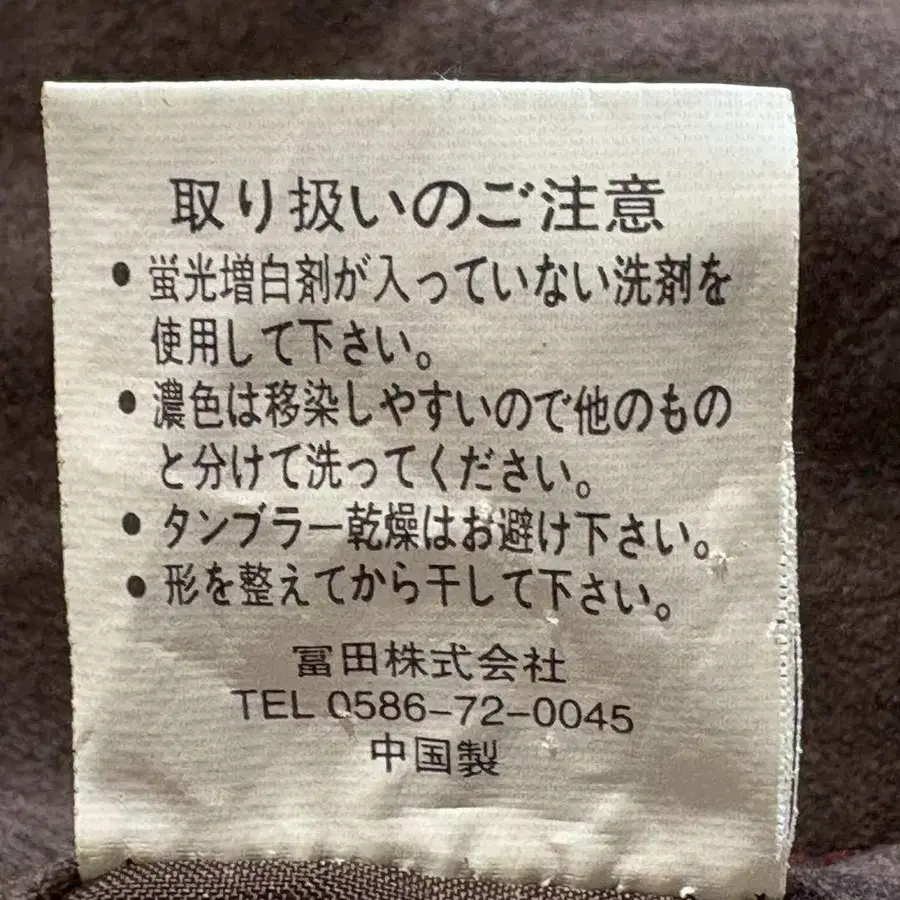 取り扱いのご注意
●蛍光増白剤が入っていない洗剤を
使用して下さい。
●濃色は移染しやすいので他のもの
と分けて洗ってください。
●タンブラー乾燥はお避け下さい。
●形を整えてから干して下さい。
冨田株式会社
TEL 0586-72-0045
中国製